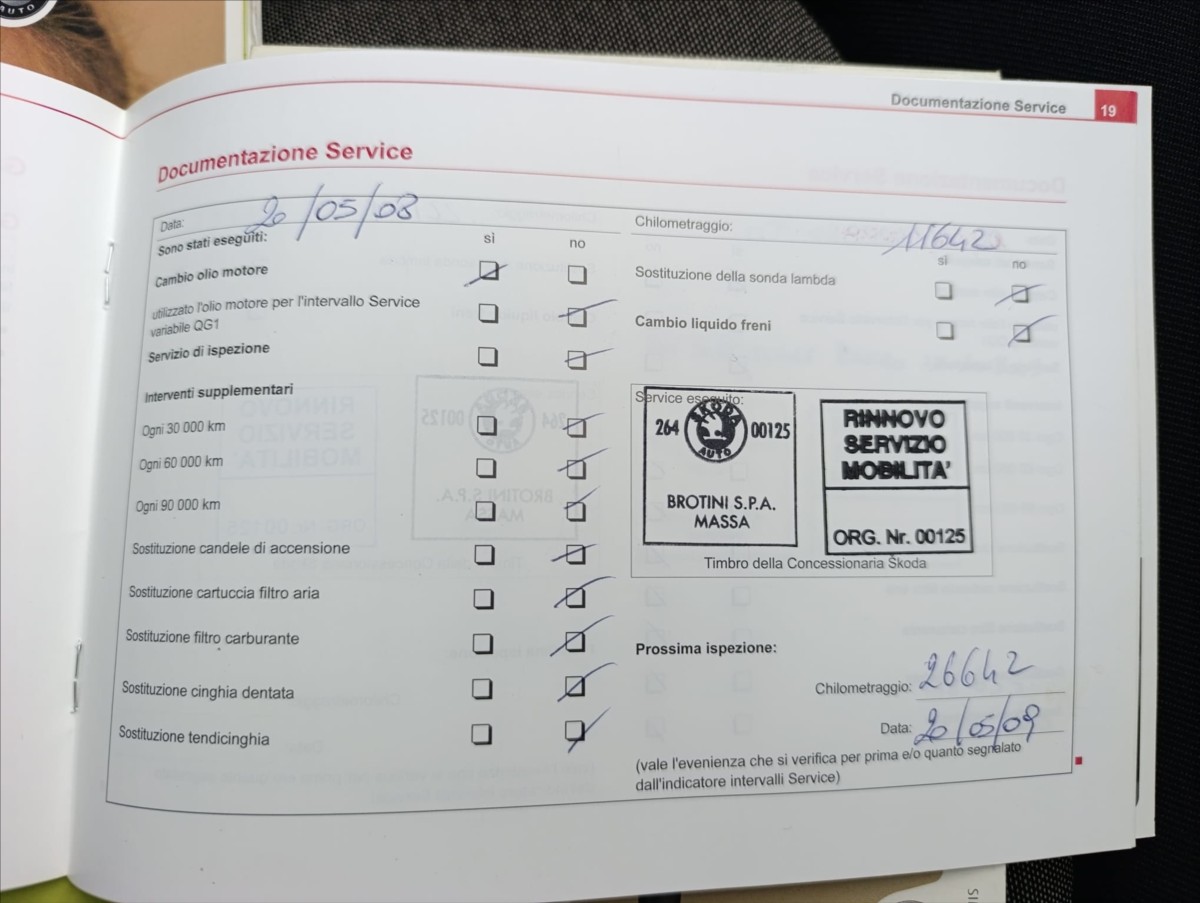 AUTO
Documentazione Service 19
Documentazione Service
Data: 20/05/08
Chilometraggio: 11642
Sono stati eseguiti: sì no
sì no
Cambio olio motore
utilizzato l'olio motore per l'intervallo Service
variabile QG1
Servizio di ispezione
Interventi supplementari
Ogni 30 000 km
Ogni 60 000 km
Ogni 90 000 km
Sostituzione candele di accensione
Sostituzione cartuccia filtro aria
Sostituzione filtro carburante
Sostituzione cinghia dentata
Sostituzione tendicinghia
Sostituzione della sonda lambda
Cambio liquido freni
Service eseguito:
264 ŠKODA AUTO 00125
BROTINI S.P.A.
MASSA
RINNOVO
SERVIZIO
MOBILITA'
ORG. Nr. 00125
Timbro della Concessionaria Škoda
Prossima ispezione:
Chilometraggio: 26642
Data: 20/05/09
(vale l'evenienza che si verifica per prima e/o quanto segnalato
dall'indicatore intervalli Service)